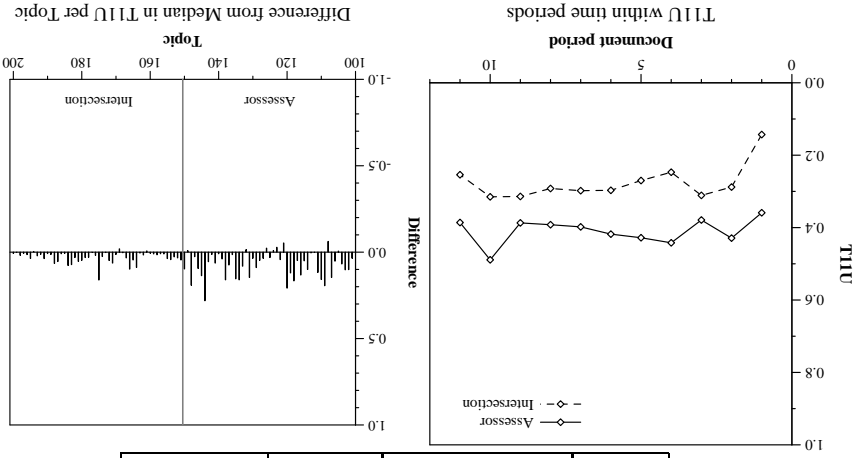 T11U
1.0
0.8
0.6
0.4
0.2
0.0
Assessor
Intersection
0 5 10
Document period
T11U within time periods
Difference
1.0
0.5
0.0
-0.5
-1.0
Assessor Intersection
100 120 140 160 180 200
Topic
Difference from Median in T11U per Topic